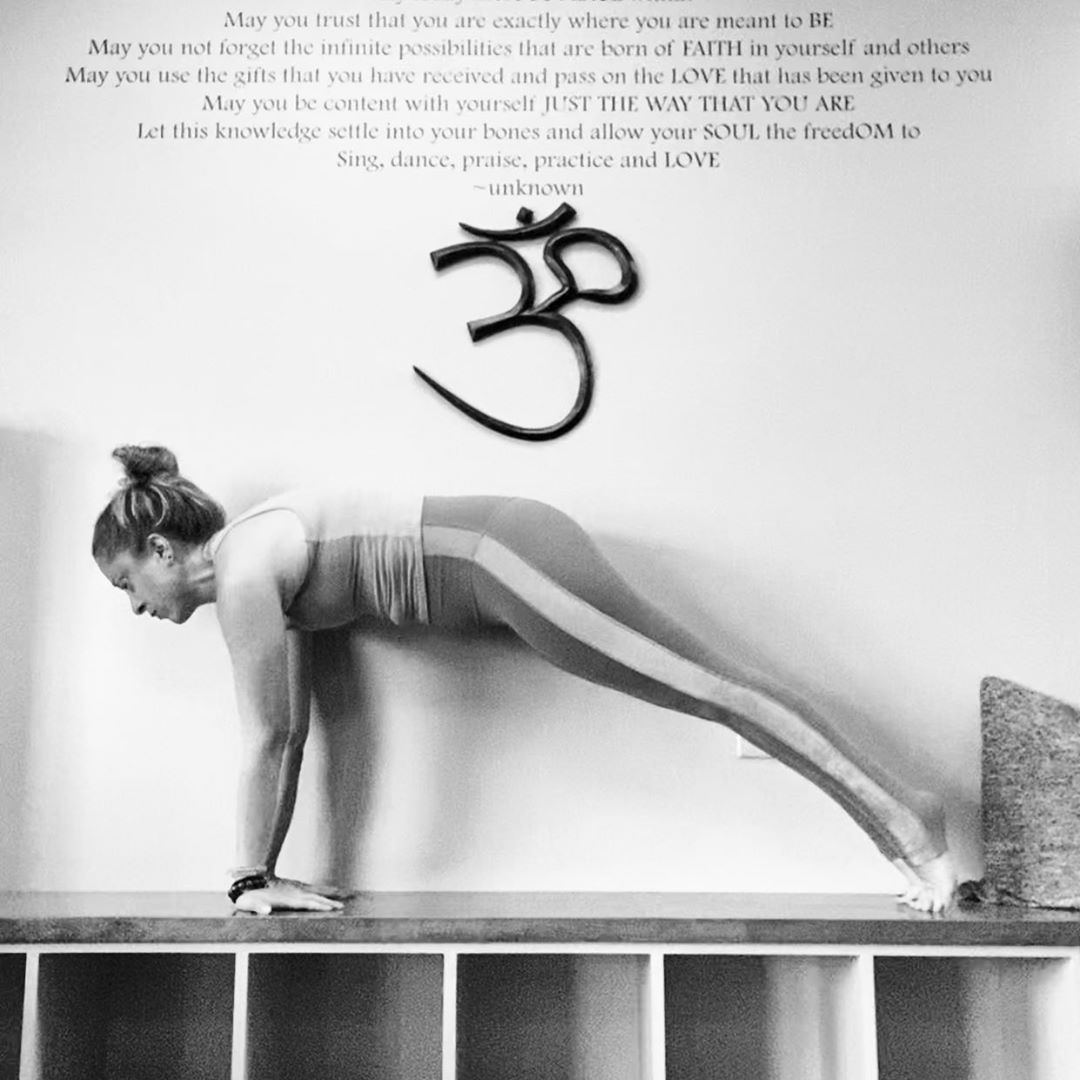 May you trust that you are exactly where you are meant to BE
May you not forget the infinite possibilities that are born of FAITH in yourself and others
May you use the gifts that you have received and pass on the LOVE that has been given to you
May you be content with yourself JUST THE WAY THAT YOU ARE
Let this knowledge settle into your bones and allow your SOUL the freedOM to
Sing, dance, praise, practice and LOVE
~unknown
ॐ